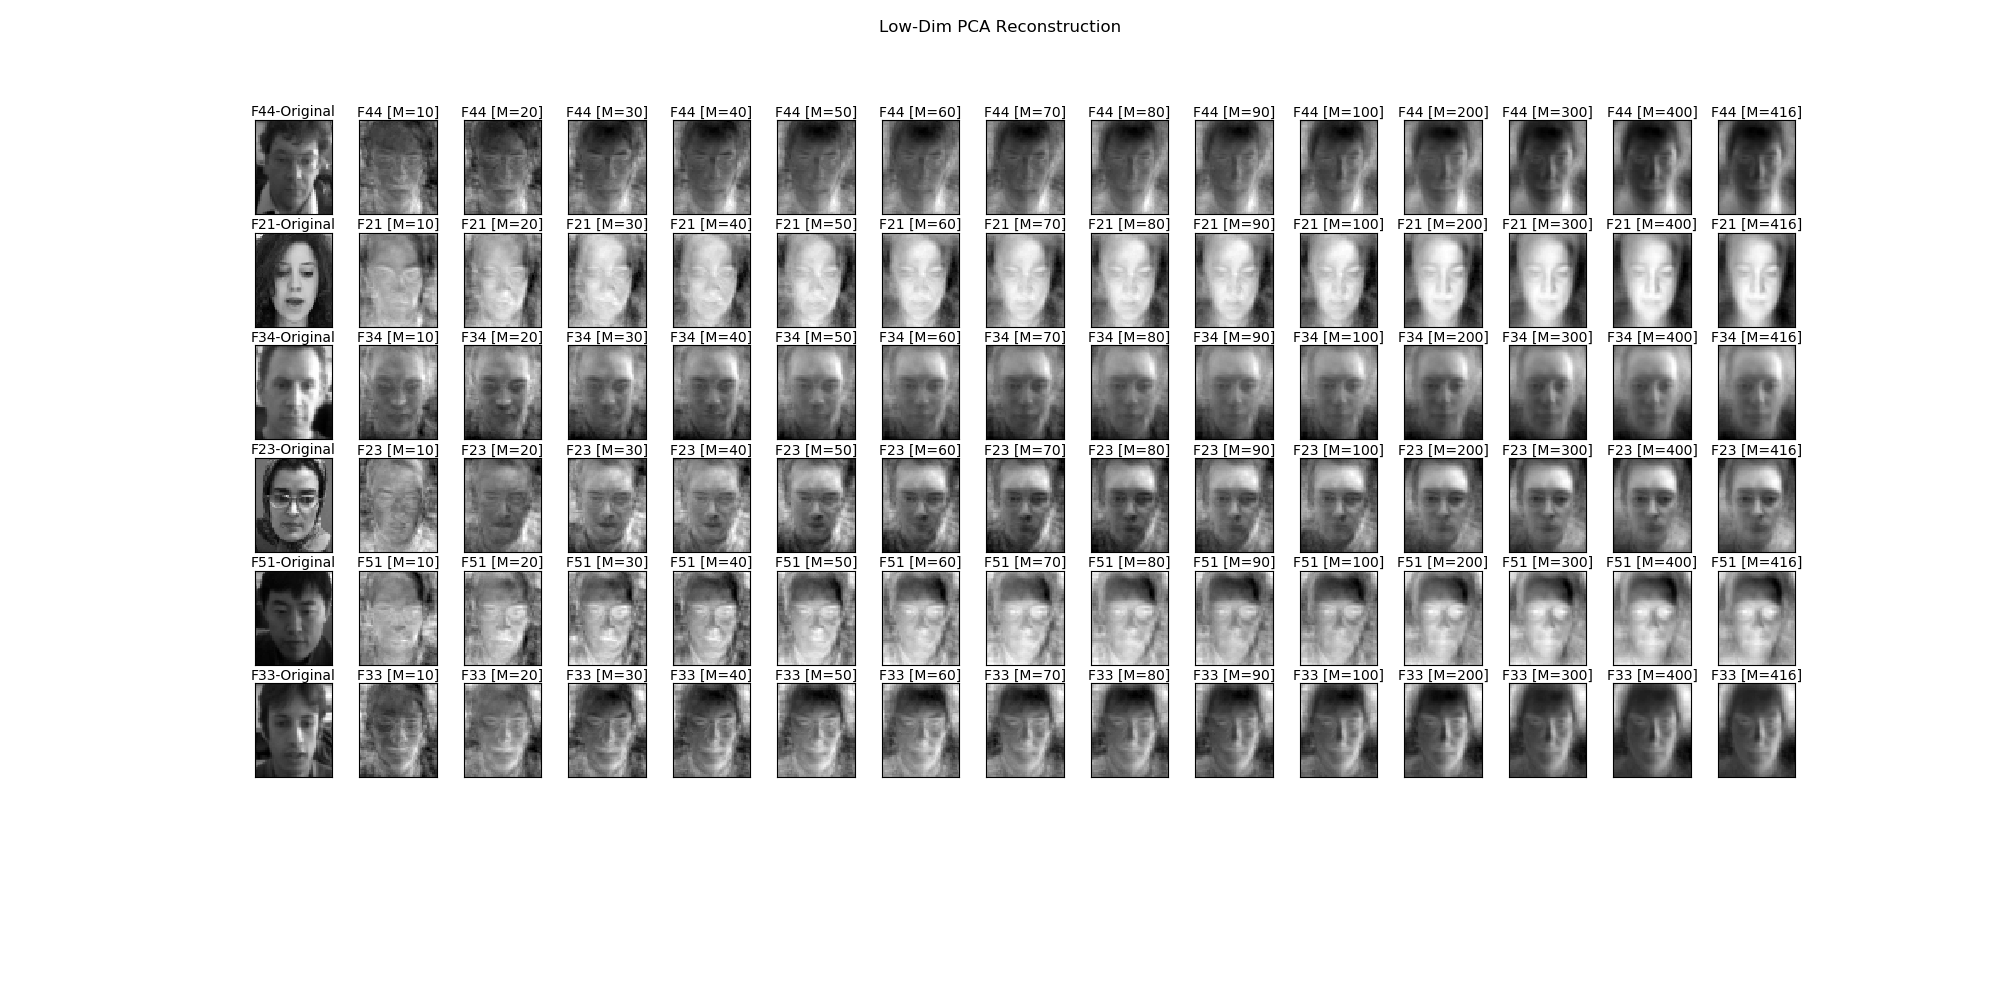 Low-Dim PCA Reconstruction
F44-Original F44 [M=10] F44 [M=20] F44 [M=30] F44 [M=40] F44 [M=50] F44 [M=60] F44 [M=70] F44 [M=80] F44 [M=90] F44 [M=100] F44 [M=200] F44 [M=300] F44 [M=400] F44 [M=416]
F21-Original F21 [M=10] F21 [M=20] F21 [M=30] F21 [M=40] F21 [M=50] F21 [M=60] F21 [M=70] F21 [M=80] F21 [M=90] F21 [M=100] F21 [M=200] F21 [M=300] F21 [M=400] F21 [M=416]
F34-Original F34 [M=10] F34 [M=20] F34 [M=30] F34 [M=40] F34 [M=50] F34 [M=60] F34 [M=70] F34 [M=80] F34 [M=90] F34 [M=100] F34 [M=200] F34 [M=300] F34 [M=400] F34 [M=416]
F23-Original F23 [M=10] F23 [M=20] F23 [M=30] F23 [M=40] F23 [M=50] F23 [M=60] F23 [M=70] F23 [M=80] F23 [M=90] F23 [M=100] F23 [M=200] F23 [M=300] F23 [M=400] F23 [M=416]
F51-Original F51 [M=10] F51 [M=20] F51 [M=30] F51 [M=40] F51 [M=50] F51 [M=60] F51 [M=70] F51 [M=80] F51 [M=90] F51 [M=100] F51 [M=200] F51 [M=300] F51 [M=400] F51 [M=416]
F33-Original F33 [M=10] F33 [M=20] F33 [M=30] F33 [M=40] F33 [M=50] F33 [M=60] F33 [M=70] F33 [M=80] F33 [M=90] F33 [M=100] F33 [M=200] F33 [M=300] F33 [M=400] F33 [M=416]